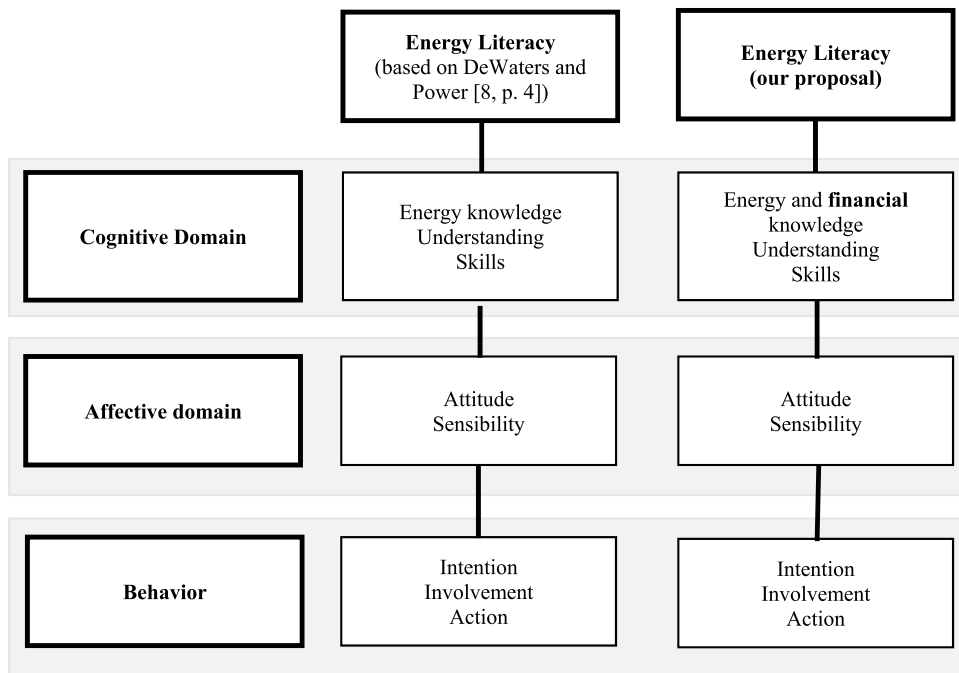 Energy Literacy
(based on DeWaters and
Power [8, p. 4])
Energy Literacy
(our proposal)
Cognitive Domain
Energy knowledge
Understanding
Skills
Energy and financial
knowledge
Understanding
Skills
Affective domain
Attitude
Sensibility
Attitude
Sensibility
Behavior
Intention
Involvement
Action
Intention
Involvement
Action